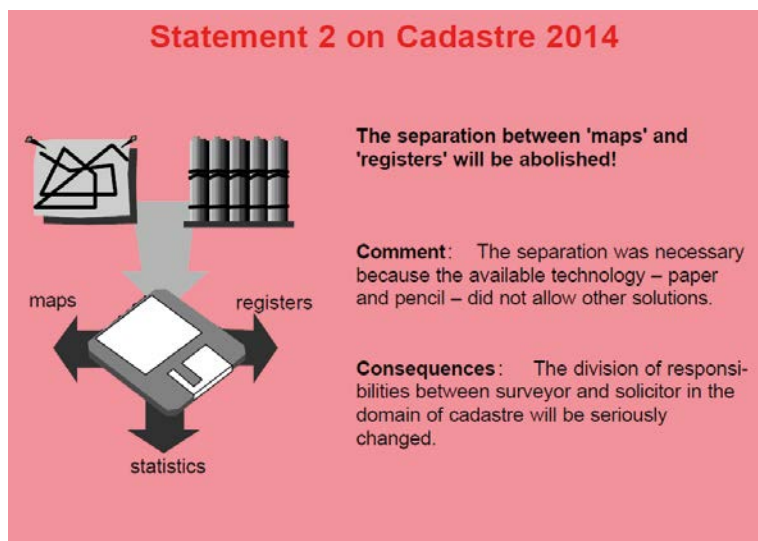 Statement 2 on Cadastre 2014
The separation between 'maps' and
'registers' will be abolished!
Comment: The separation was necessary
because the available technology – paper
and pencil – did not allow other solutions.
maps
registers
Consequences: The division of responsi-
bilities between surveyor and solicitor in the
domain of cadastre will be seriously
changed.
statistics